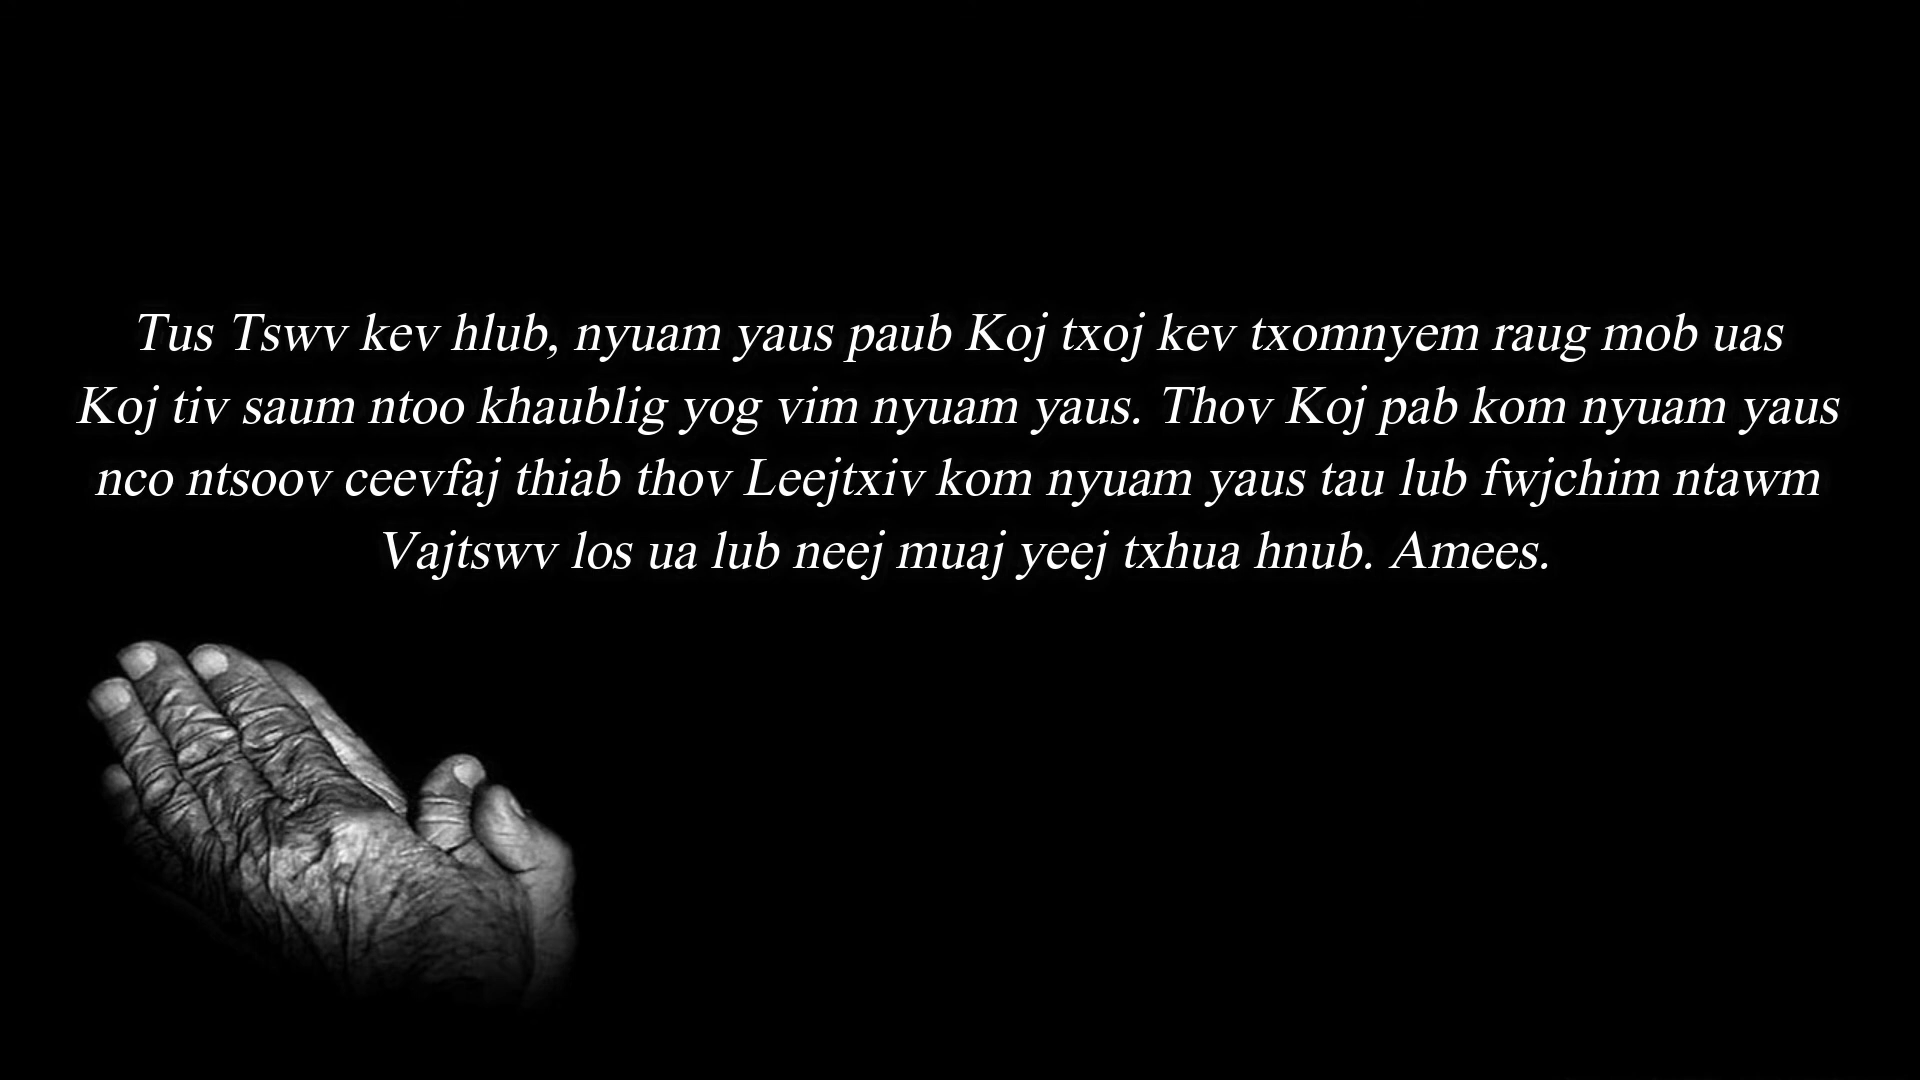 Tus Tswv kev hlub, nyuam yaus paub Koj txoj kev txomnyem raug mob uas
Koj tiv saum ntoo khaublig yog vim nyuam yaus. Thov Koj pab kom nyuam yaus
nco ntsoov ceevfaj thiab thov Leejtxiv kom nyuam yaus tau lub fwjchim ntawm
Vajtswv los ua lub neej muaj yeej txhua hnub. Amees.